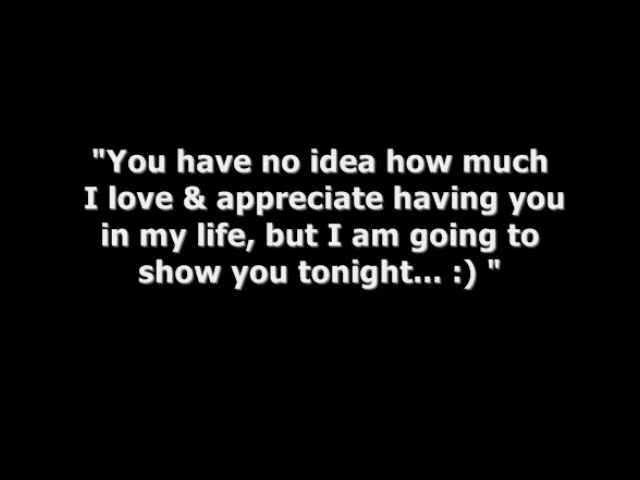 "You have no idea how much
I love & appreciate having you
in my life, but I am going to
show you tonight... :) "